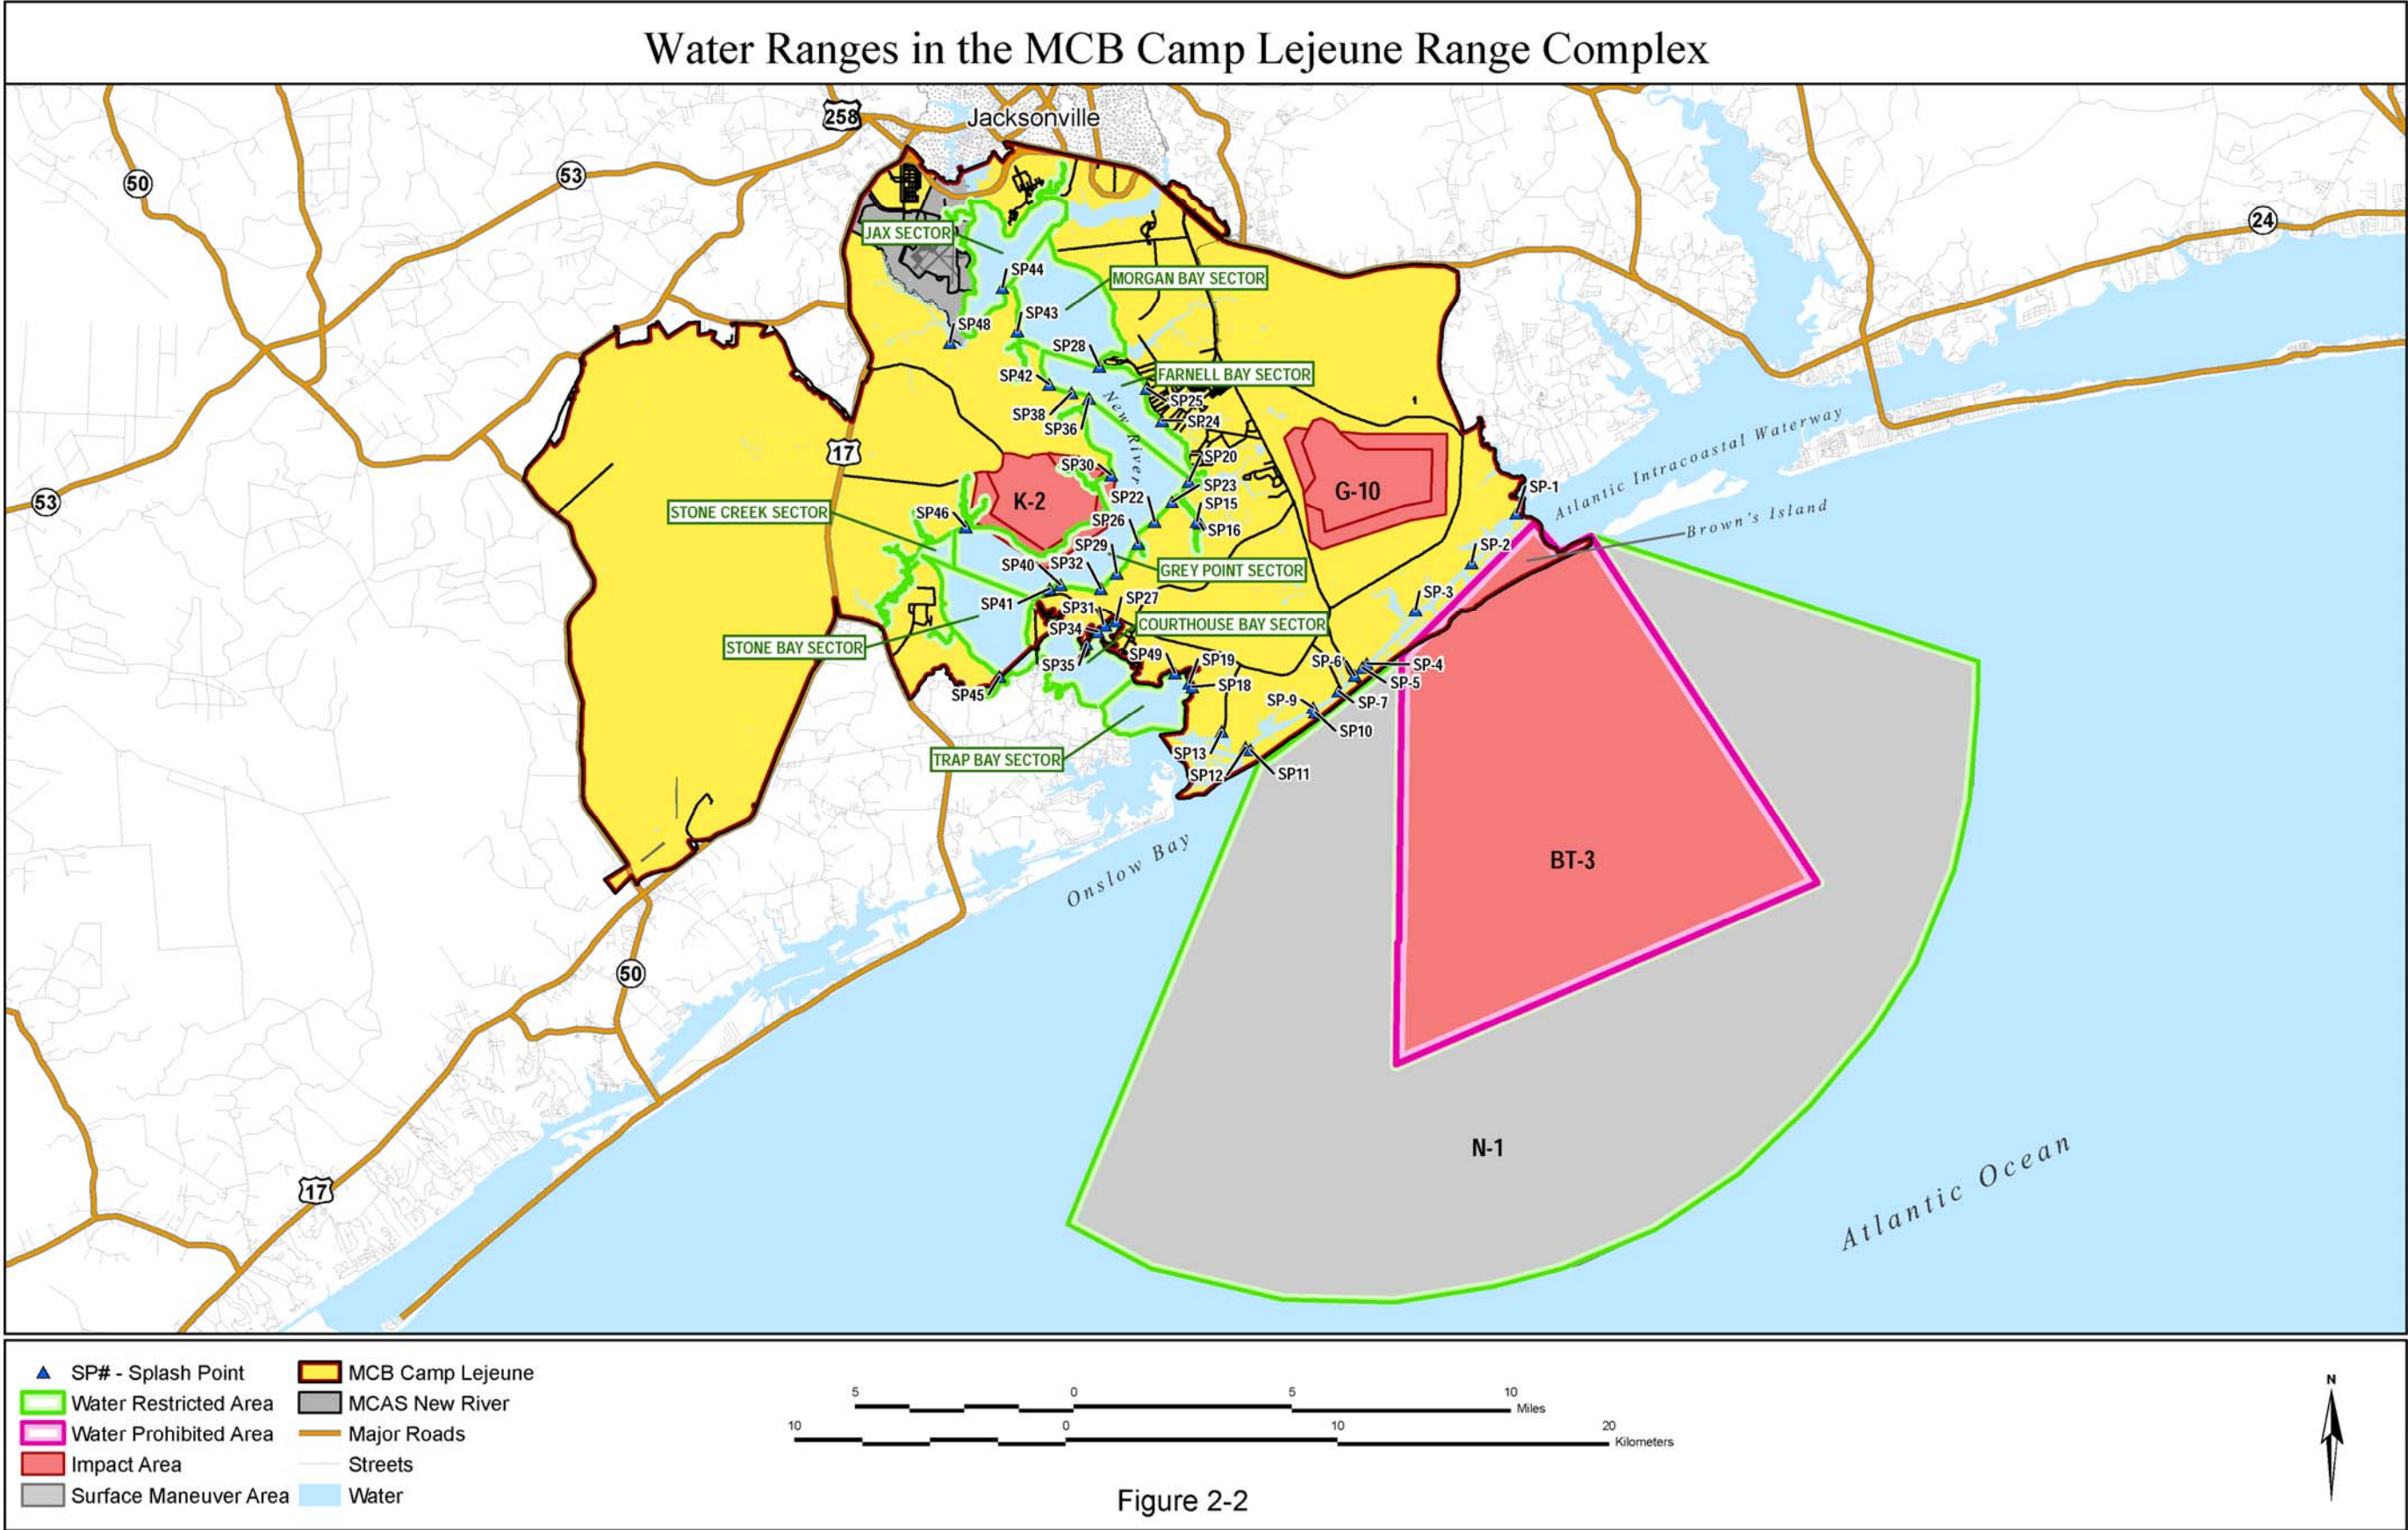 Water Ranges in the MCB Camp Lejeune Range Complex
258
Jacksonville
50
53
24
JAX SECTOR
SP44
MORGAN BAY SECTOR
SP43
SP48
SP28
SP42
FARNELL BAY SECTOR
SP25
SP38
SP36
SP24
New River
17
SP30
SP20
K-2
SP23
G-10
SP-1
Atlantic Intracoastal Waterway
53
STONE CREEK SECTOR
SP46
SP22
SP15
SP26
SP16
Brown's Island
SP29
SP-2
SP40
SP32
GREY POINT SECTOR
SP41
SP31
SP27
SP-3
SP34
COURTHOUSE BAY SECTOR
STONE BAY SECTOR
SP35
SP49
SP19
SP-6
SP-4
SP18
SP-5
SP45
SP-9
SP-7
SP10
TRAP BAY SECTOR
SP13
SP12
SP11
Onslow Bay
BT-3
50
N-1
17
Atlantic Ocean
SP# - Splash Point
Water Restricted Area
Water Prohibited Area
Impact Area
Surface Maneuver Area
MCB Camp Lejeune
MCAS New River
Major Roads
Streets
Water
5 0 5 10
Miles
10 0 10 20
Kilometers
Figure 2-2
N